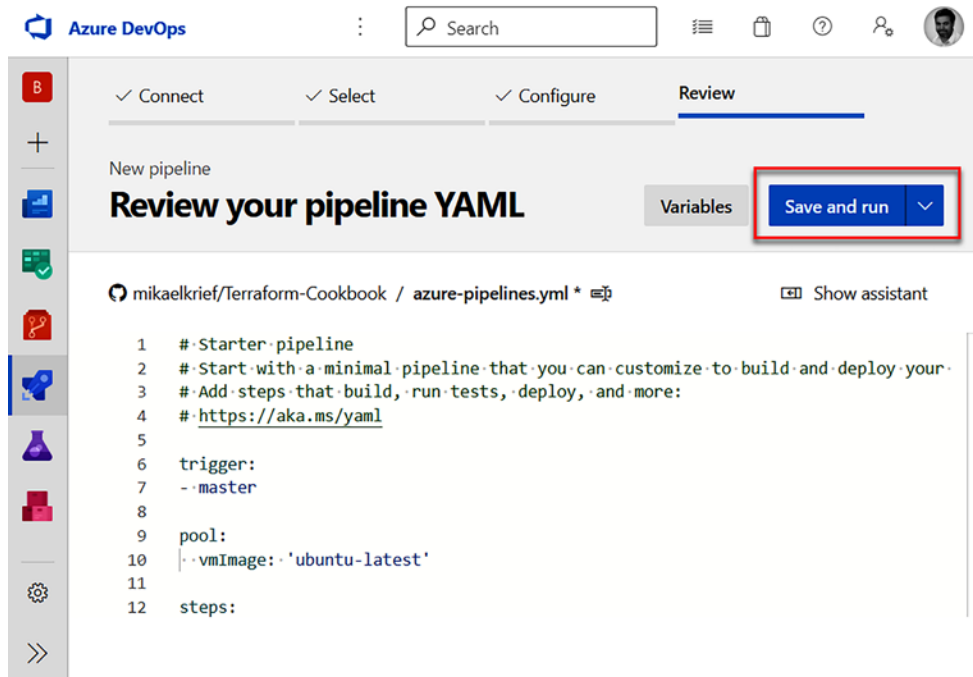 Azure DevOps
Search
B
Connect
Select
Configure
Review
New pipeline
Review your pipeline YAML
Variables
Save and run
mikaelkrief/Terraform-Cookbook / azure-pipelines.yml *
Show assistant
1 # Starter pipeline
2 # Start with a minimal pipeline that you can customize to build and deploy your
3 # Add steps that build, run tests, deploy, and more:
4 # https://aka.ms/yaml
5
6 trigger:
7 - master
8
9 pool:
10   vmImage: 'ubuntu-latest'
11
12 steps: